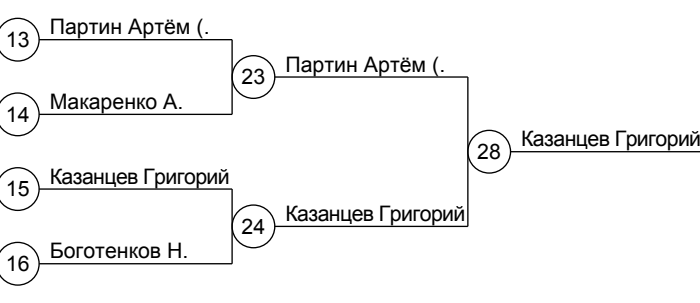 13 Партин Артём (.
23 Партин Артём (.
14 Макаренко А.
28 Казанцев Григорий
15 Казанцев Григорий
24 Казанцев Григорий
16 Боготенков Н.